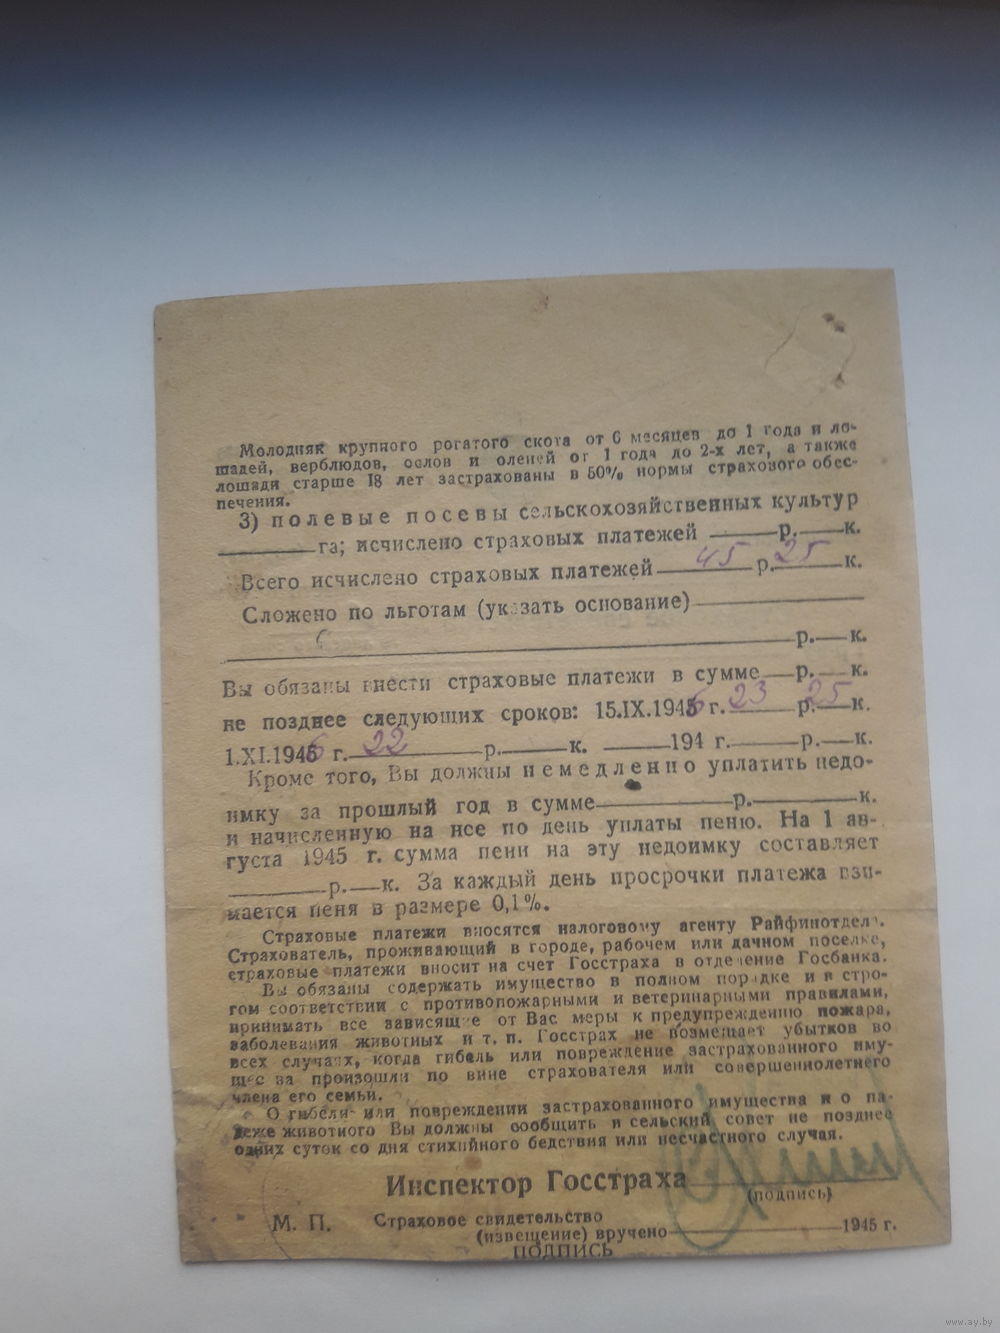 Молодняк крупного рогатого скота от 6 месяцев до 1 года и ло-
шадей, верблюдов, ослов и оленей от 1 года до 2-х лет, а также
лошади старше 18 лет застрахованы в 50% нормы страхового обес-
печения.
3) полевые посевы сельскохозяйственных культур
га; исчислено страховых платежей р. к.
Всего исчислено страховых платежей 45 р. 25 к.
Сложено по льготам (указать основание)
р. к.
Вы обязаны внести страховые платежи в сумме р. к.
не позднее следующих сроков: 15.IX.1946 г. 23 р. 25 к.
1.XI.1946 г. 22 р. к. 194 г. р. к.
Кроме того, Вы должны немедленно уплатить недо-
имку за прошлый год в сумме р. к.
и начисленную на нее по день уплаты пеню. На 1 ав-
густа 1945 г. сумма пени на эту недоимку составляет
р. к. За каждый день просрочки платежа взи-
мается пеня в размере 0,1%.
Страховые платежи вносятся налоговому агенту Райфинотдела.
Страхователь, проживающий в городе, рабочем или дачном поселке,
страховые платежи вносит на счет Госстраха в отделение Госбанка.
Вы обязаны содержать имущество в полном порядке и в стро-
гом соответствии с противопожарными и ветеринарными правилами,
принимать все зависящие от Вас меры к предупреждению пожара,
заболевания животных и т. п. Госстрах не возмещает убытков во
всех случаях, когда гибель или повреждение застрахованного иму-
щества произошли по вине страхователя или совершеннолетнего
члена его семьи.
О гибели или повреждении застрахованного имущества и о па-
деже животного Вы должны сообщить в сельский совет не позднее
одних суток со дня стихийного бедствия или несчастного случая.
Инспектор Госстраха
(подпись)
М. П. Страховое свидетельство
(извещение) вручено 1945 г.
ПОДПИСЬ
www.ay.by